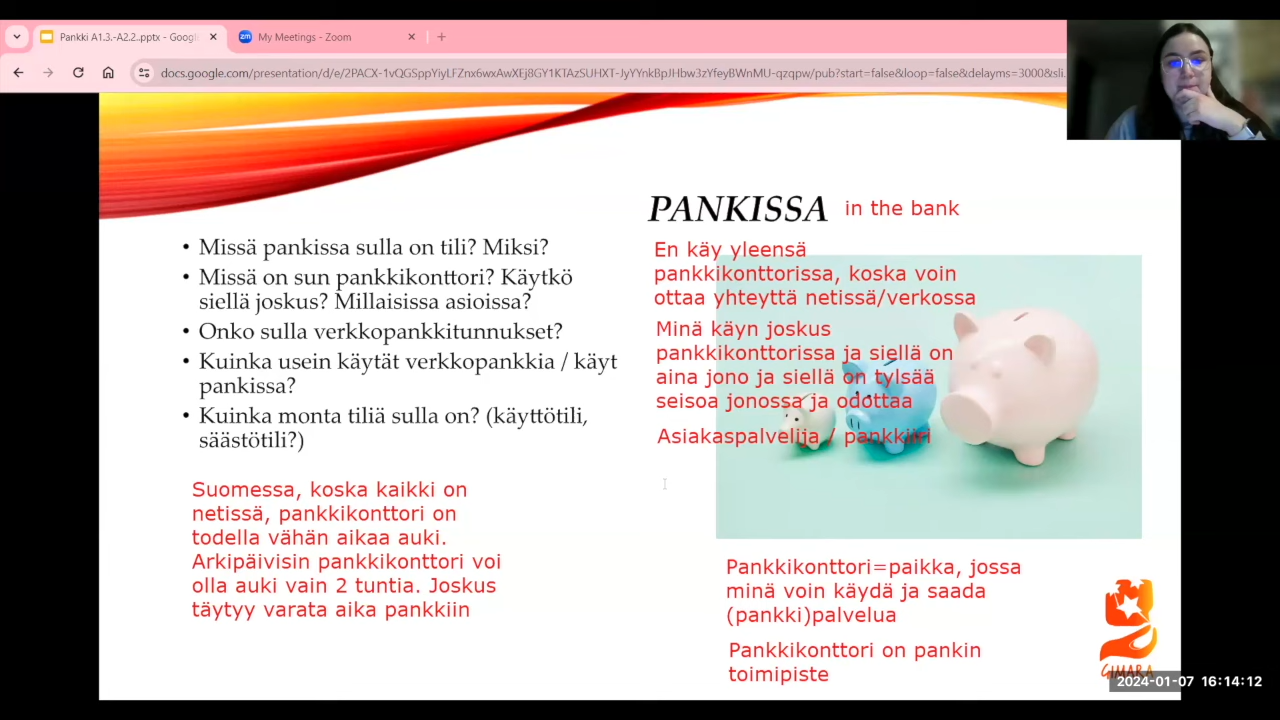 Pankki A1.3.-A2.2..pptx - Goog
My Meetings - Zoom
docs.google.com/presentation/d/e/2PACX-1vQGSppYiyLFZnx6wxAwXEj8GY1KTAzSUHXT-JyYYnkBpJHbw3zYfeyBWnMU-qzqpw/pub?start=false&loop=false&delayms=3000&sli
PANKISSA in the bank
• Missä pankissa sulla on tili? Miksi?
• Missä on sun pankkikonttori? Käytkö
siellä joskus? Millaisissa asioissa?
• Onko sulla verkkopankkitunnukset?
• Kuinka usein käytät verkkopankkia / käyt
pankissa?
• Kuinka monta tiliä sulla on? (käyttötili,
säästötili?)
Suomessa, koska kaikki on
netissä, pankkikonttori on
todella vähän aikaa auki.
Arkipäivisin pankkikonttori voi
olla auki vain 2 tuntia. Joskus
täytyy varata aika pankkiin
En käy yleensä
pankkikonttorissa, koska voin
ottaa yhteyttä netissä/verkossa
Minä käyn joskus
pankkikonttorissa ja siellä on
aina jono ja siellä on tylsää
seisoa jonossa ja odottaa
Asiakaspalvelija / pankkiiri
Pankkikonttori=paikka, jossa
minä voin käydä ja saada
(pankki)palvelua
Pankkikonttori on pankin
toimipiste
GIMARA
2024-01-07 16:14:12